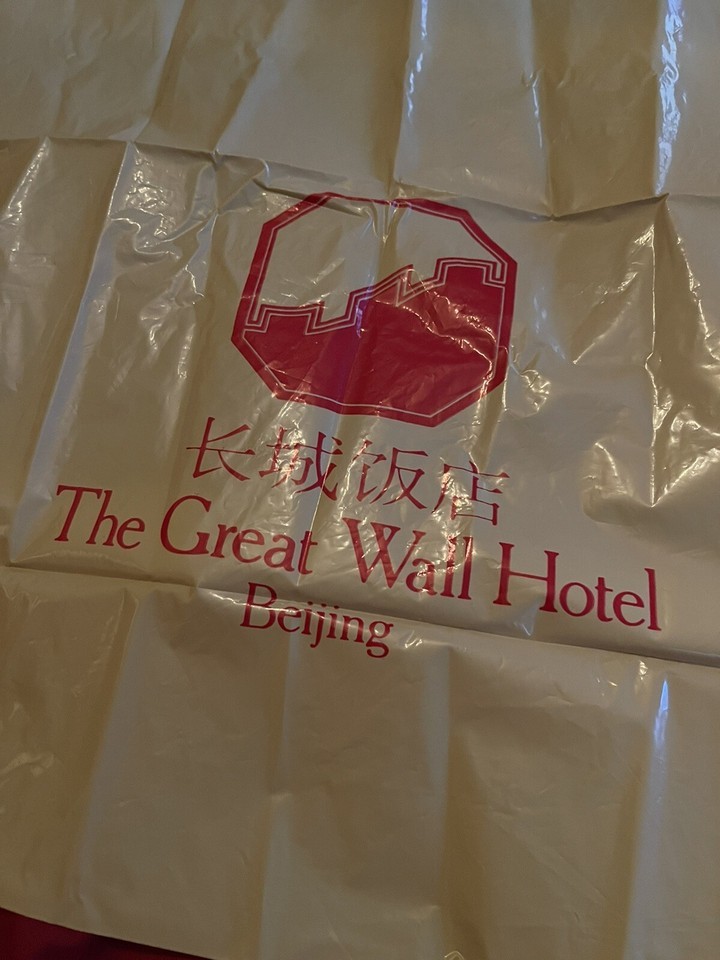 长城饭店
The Great Wall Hotel
Beijing